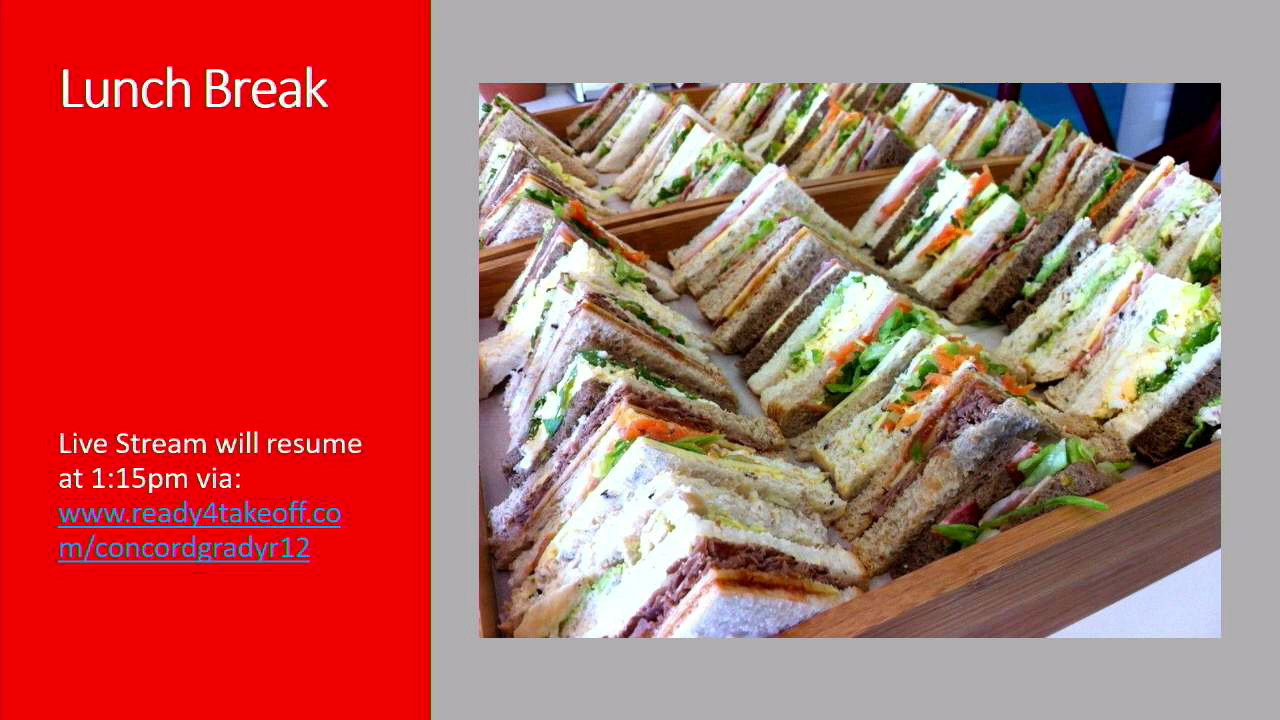 Lunch Break
Live Stream will resume
at 1:15pm via:
www.ready4takeoff.co
m/concordgradyr12